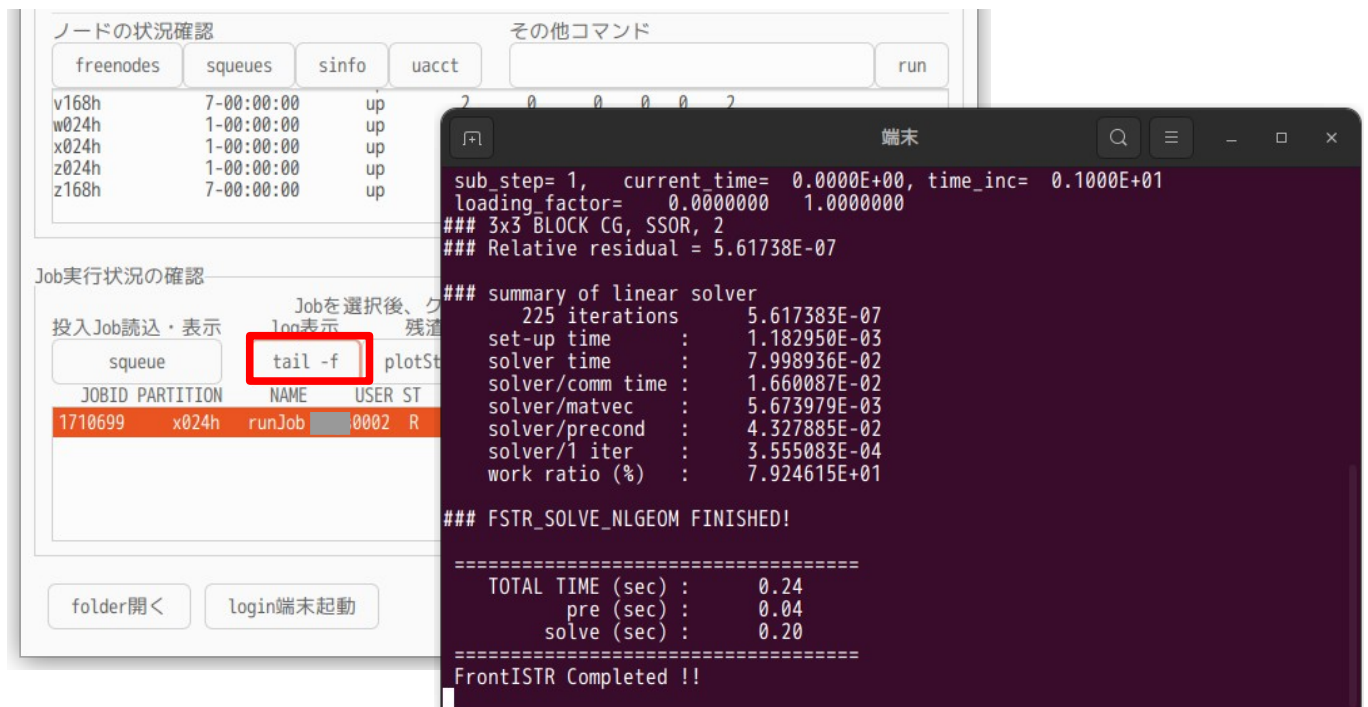 ノードの状況確認
その他コマンド
freenodes squeues sinfo uacct run
v168h 7-00:00:00 up 2 0 0 0 0 2
w024h 1-00:00:00 up
x024h 1-00:00:00 up
z024h 1-00:00:00 up
z168h 7-00:00:00 up
Job実行状況の確認
Jobを選択後、ク
投入Job読込・表示 log表示 残渣
squeue tail -f plotSt
JOBID PARTITION NAME USER ST
1710699 x024h runJob 0002 R
folder開く login端末起動
端末
sub_step= 1, current_time= 0.0000E+00, time_inc= 0.1000E+01
loading_factor= 0.0000000 1.0000000
### 3x3 BLOCK CG, SSOR, 2
### Relative residual = 5.61738E-07
### summary of linear solver
225 iterations 5.617383E-07
set-up time : 1.182950E-03
solver time : 7.998936E-02
solver/comm time : 1.660087E-02
solver/matvec : 5.673979E-03
solver/precond : 4.327885E-02
solver/1 iter : 3.555083E-04
work ratio (%) : 7.924615E+01
### FSTR_SOLVE_NLGEOM FINISHED!
====================================
TOTAL TIME (sec) : 0.24
pre (sec) : 0.04
solve (sec) : 0.20
====================================
FrontISTR Completed !!